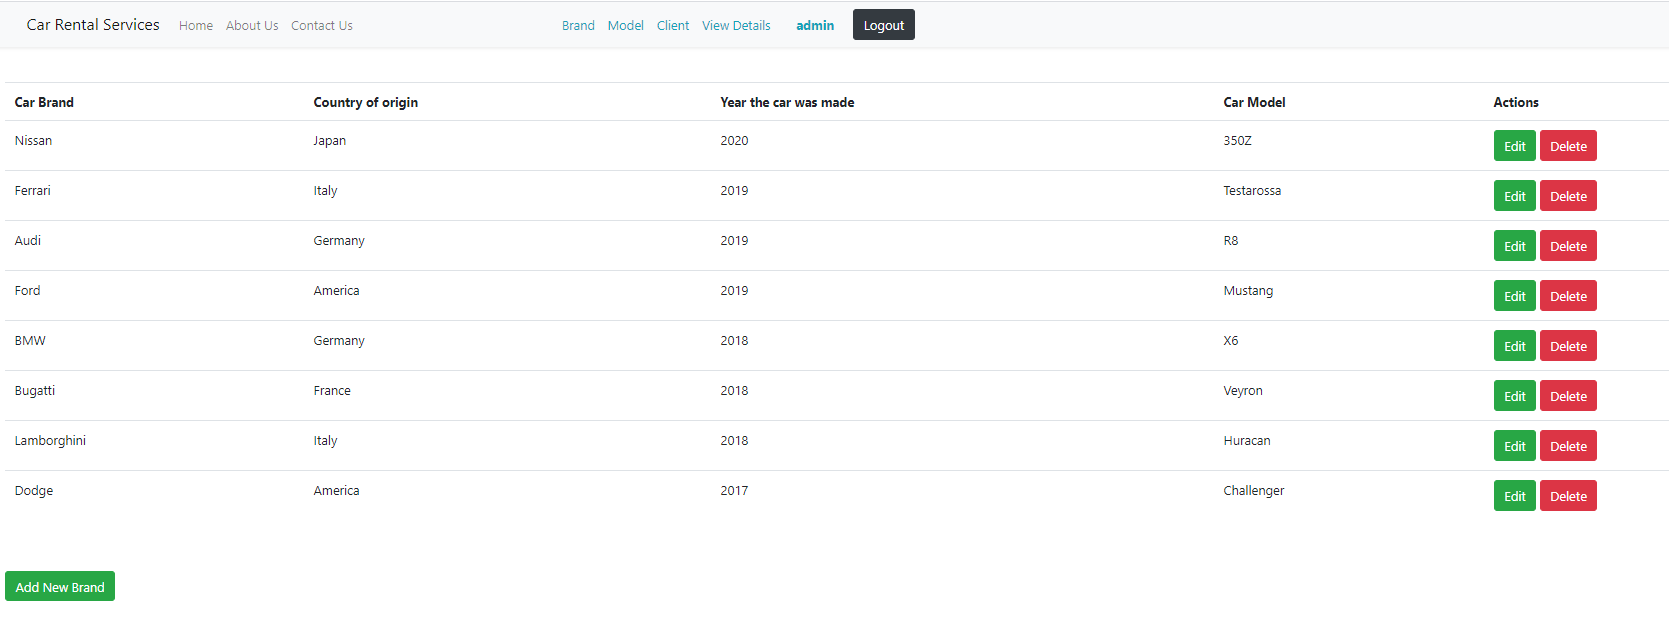 Car Rental Services Home About Us Contact Us Brand Model Client View Details admin Logout
Car Brand Country of origin Year the car was made Car Model Actions
Nissan Japan 2020 350Z Edit Delete
Ferrari Italy 2019 Testarossa Edit Delete
Audi Germany 2019 R8 Edit Delete
Ford America 2019 Mustang Edit Delete
BMW Germany 2018 X6 Edit Delete
Bugatti France 2018 Veyron Edit Delete
Lamborghini Italy 2018 Huracan Edit Delete
Dodge America 2017 Challenger Edit Delete
Add New Brand